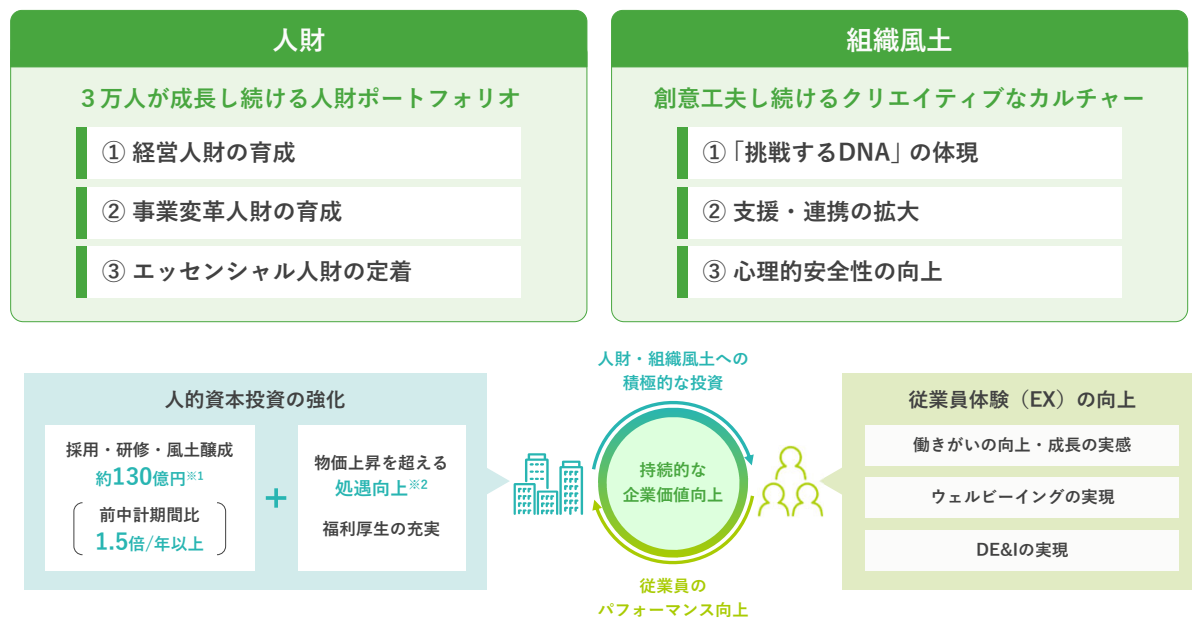 人財
3万人が成長し続ける人財ポートフォリオ
① 経営人財の育成
② 事業変革人財の育成
③ エッセンシャル人財の定着
組織風土
創意工夫し続けるクリエイティブなカルチャー
①「挑戦するDNA」の体現
② 支援・連携の拡大
③ 心理的安全性の向上
人的資本投資の強化
採用・研修・風土醸成
約130億円※1
前中計期間比
1.5倍/年以上
+
物価上昇を超える
処遇向上※2
福利厚生の充実
人財・組織風土への
積極的な投資
持続的な
企業価値向上
従業員の
パフォーマンス向上
従業員体験（EX）の向上
働きがいの向上・成長の実感
ウェルビーイングの実現
DE&Iの実現